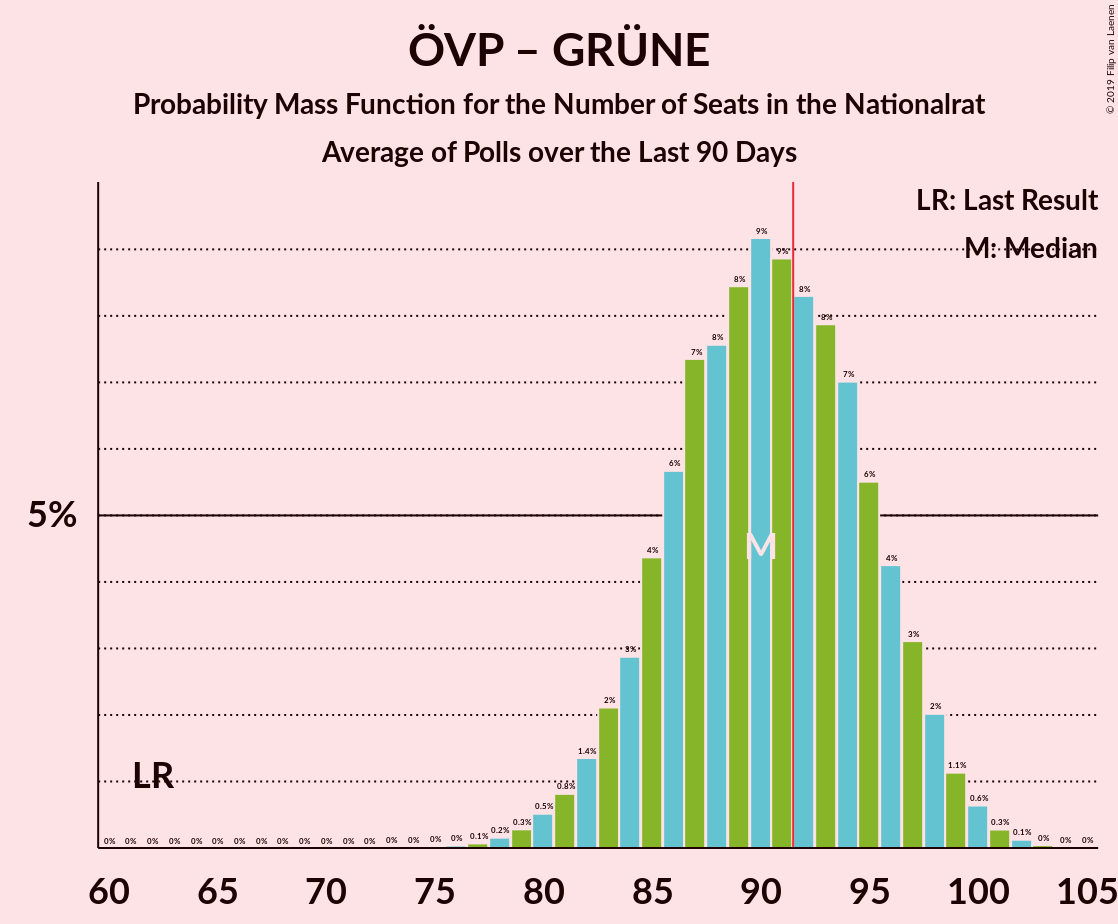 ÖVP – GRÜNE
Probability Mass Function for the Number of Seats in the Nationalrat
Average of Polls over the Last 90 Days
© 2019 Filip van Laenen
LR: Last Result
M: Median
5%
LR
M
0% 0% 0% 0% 0% 0% 0% 0% 0% 0% 0% 0% 0% 0% 0% 0% 0% 0.1% 0.2% 0.3% 0.5% 0.8% 1.4% 2% 3% 4% 6% 7% 8% 8% 9% 9% 8% 8% 7% 6% 4% 3% 2% 1.1% 0.6% 0.3% 0.1% 0% 0% 0%
60 65 70 75 80 85 90 95 100 105